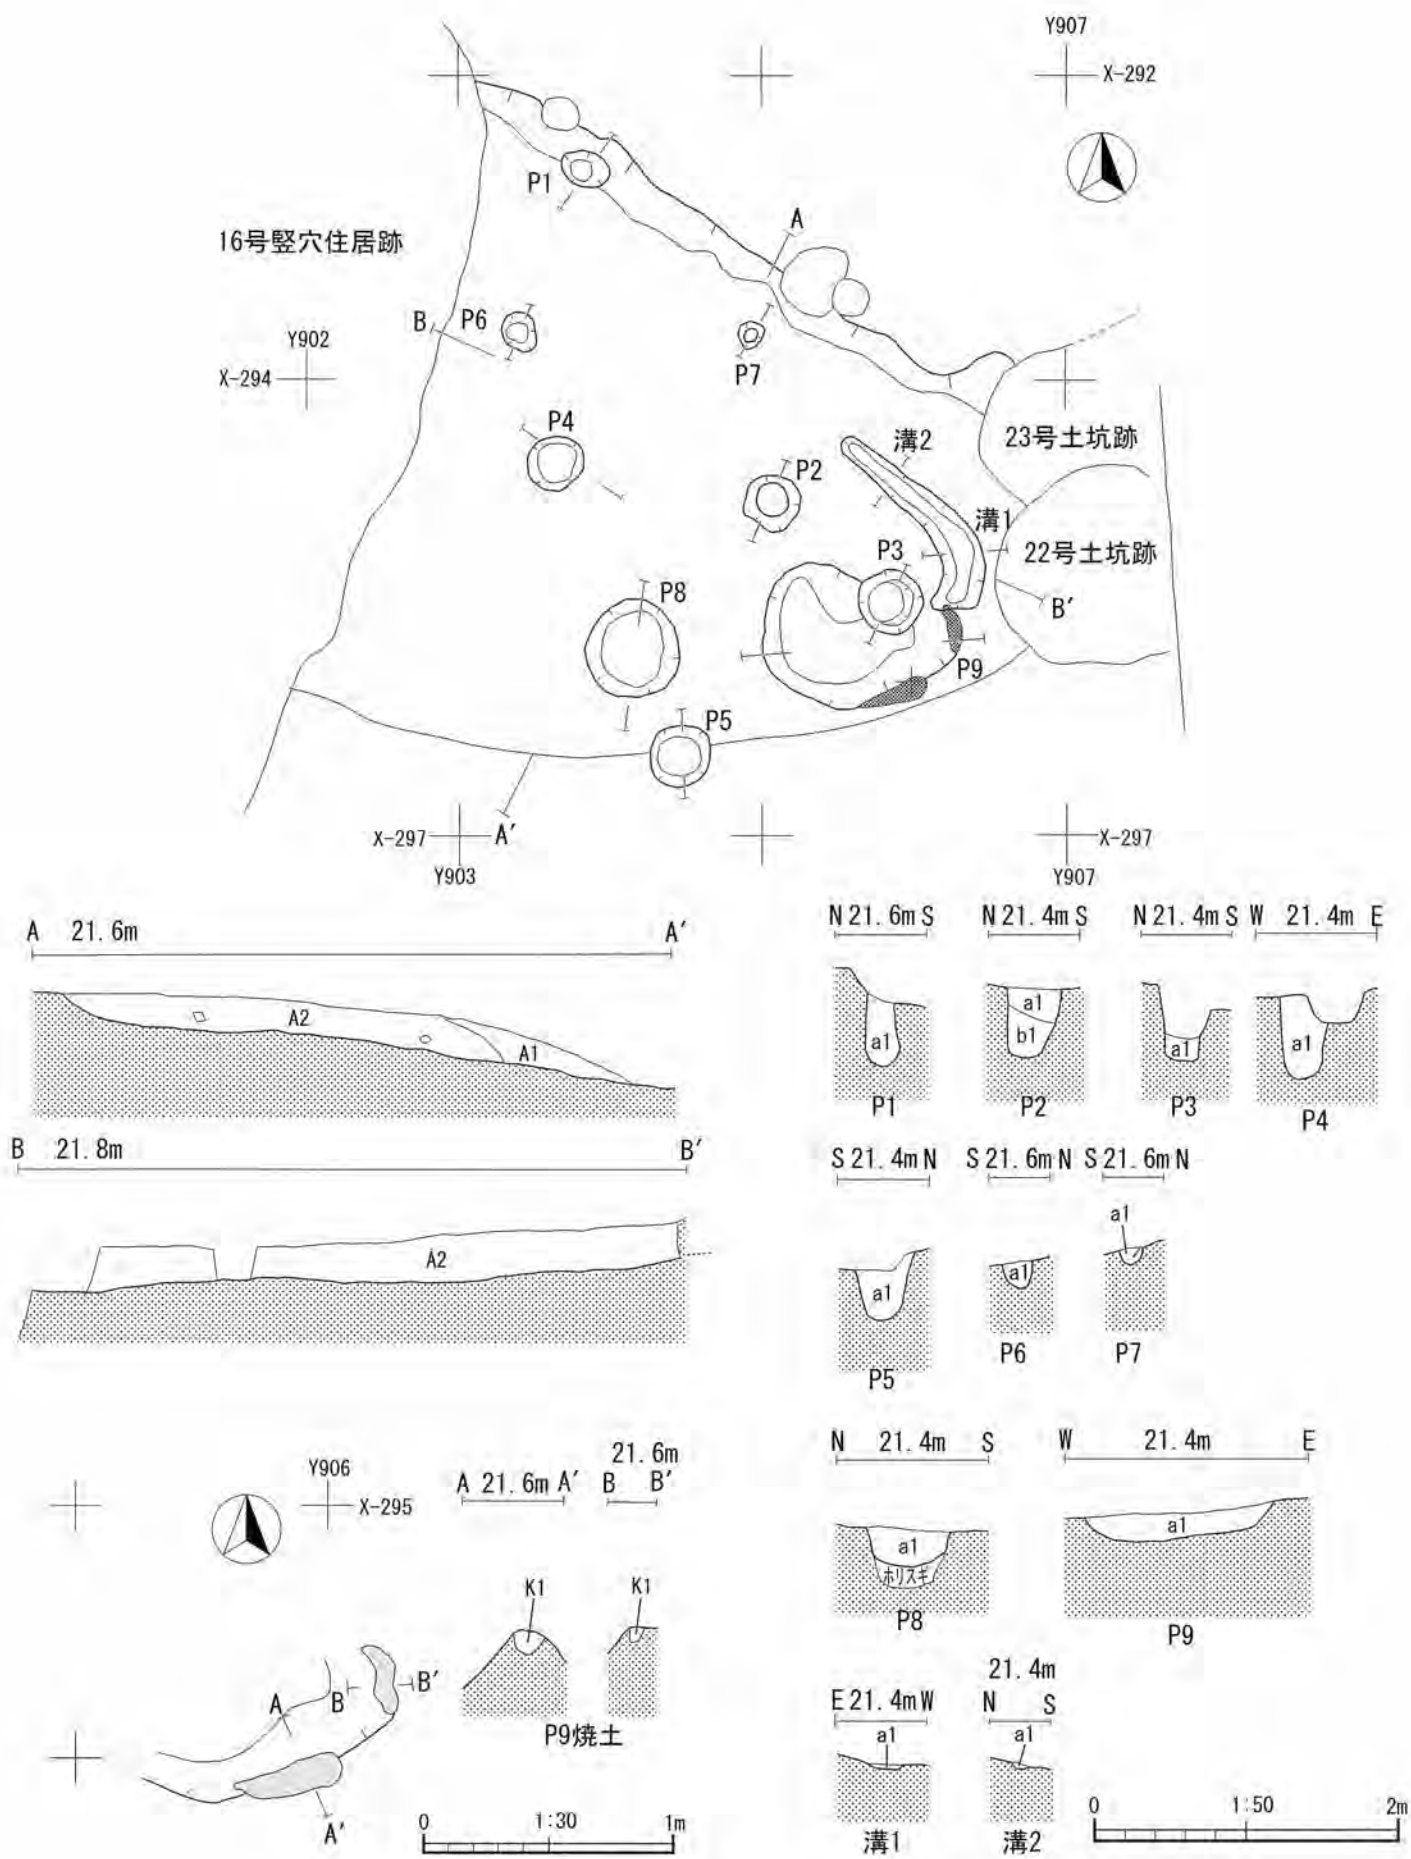 Y907
X-292
P1
A
16号竪穴住居跡
B P6
Y902
X-294
P7
P4
溝2
23号土坑跡
P2
溝1
P3
22号土坑跡
P8
B′
P9
P5
X-297 A′ X-297
Y903 Y907
A 21.6m A′
A2
A1
B 21.8m B′
A2
N 21.6m S N 21.4m S N 21.4m S W 21.4m E
a1
b1
a1
a1
a1
P1 P2 P3 P4
S 21.4m N S 21.6m N S 21.6m N
a1
a1
a1
P5 P6 P7
N 21.4m S W 21.4m E
a1
ホリスギ
a1
P8 P9
Y906
X-295
21.6m
A 21.6m A′ B B′
K1 K1
P9焼土
A B B′
A′
21.4m
E 21.4m W N S
a1 a1
溝1 溝2
0 1:30 1m
0 1:50 2m